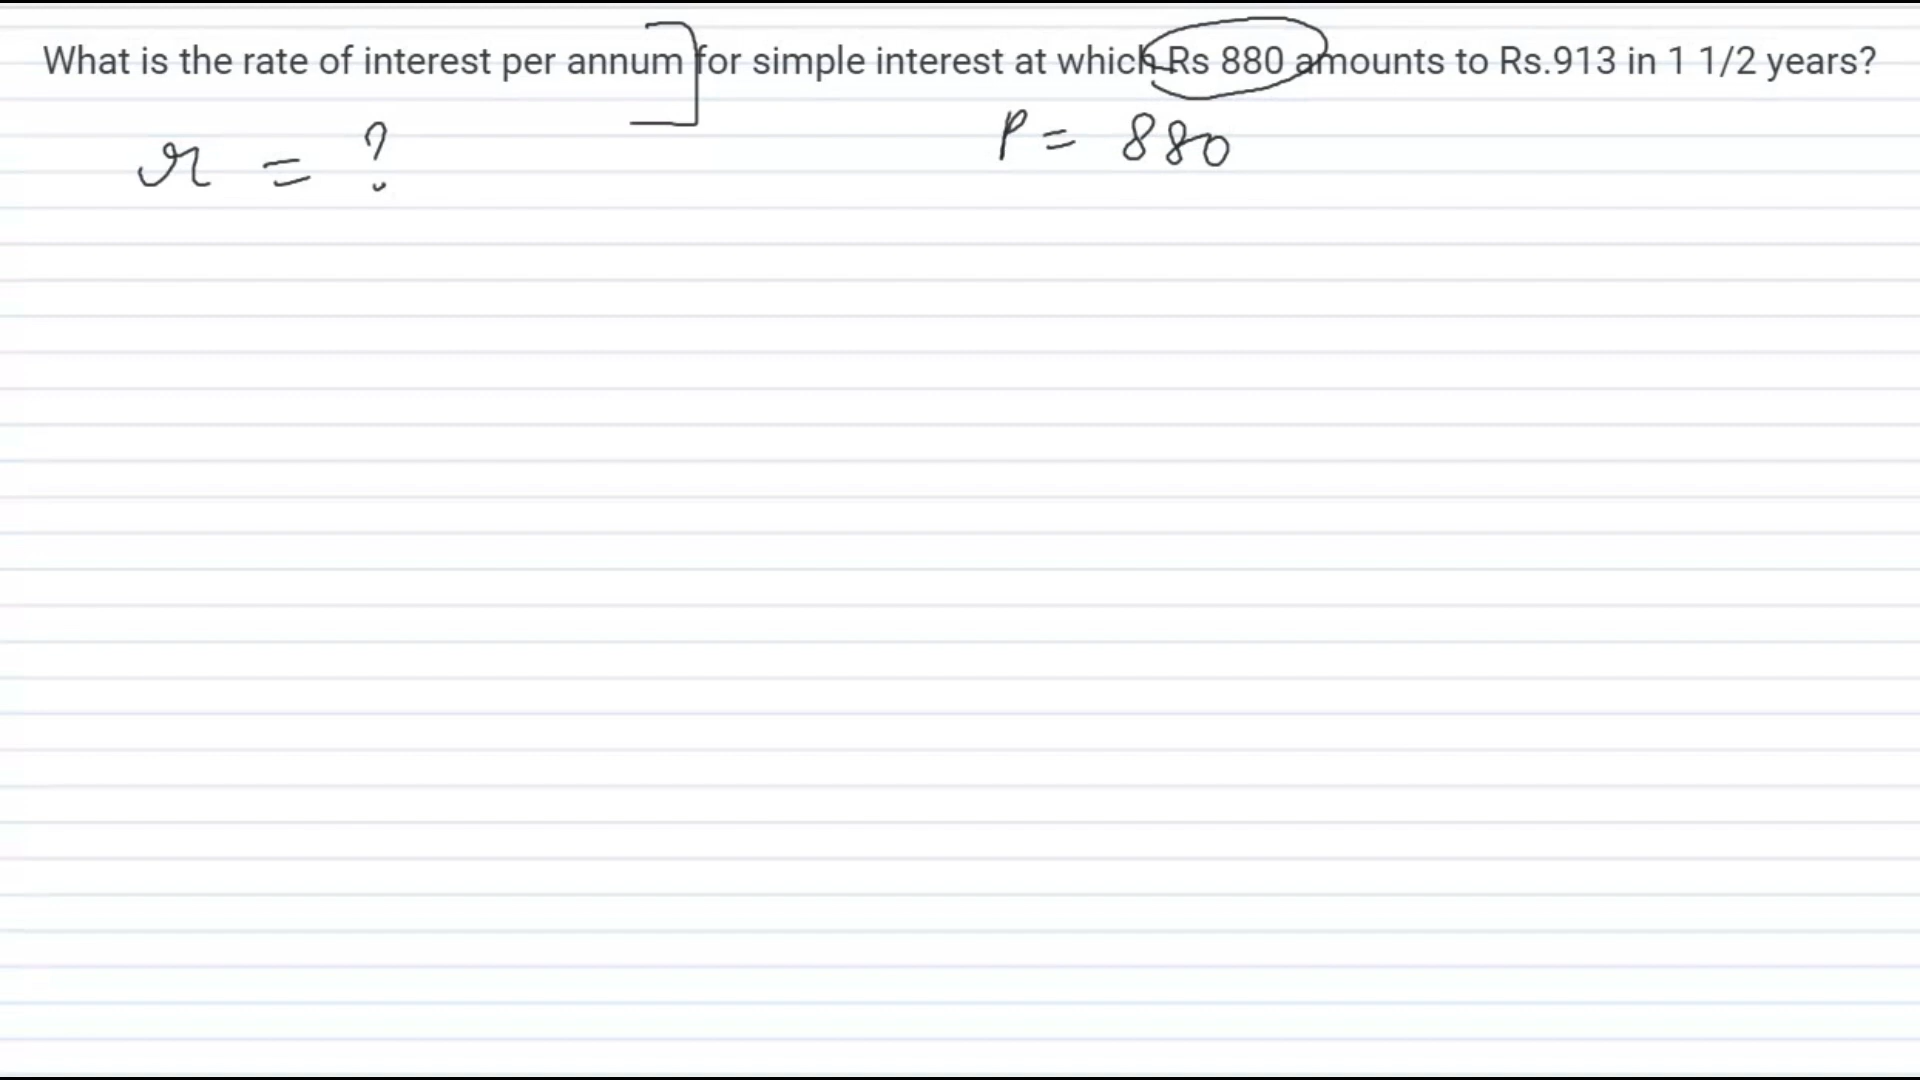 What is the rate of interest per annum for simple interest at which Rs 880 amounts to Rs.913 in 1 1/2 years?
r = ?
P = 880